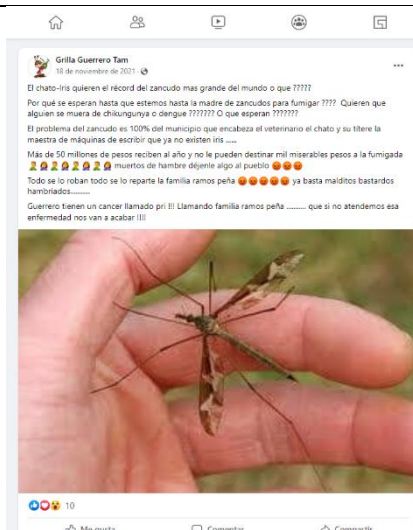 Grilla Guerrero Tam
18 de noviembre de 2021 ·
El chato-Iris quieren el récord del zancudo mas grande del mundo o que ?????
Por qué se esperan hasta que estemos hasta la madre de zancudos para fumigar ???? Quieren que
alguien se muera de chikungunya o dengue ??????? O que esperan ???????
El problema del zancudo es 100% del municipio que encabeza el veterinario el chato y su títere la
maestra de máquinas de escribir que ya no existen iris .....
Más de 50 millones de pesos reciben al año y no le pueden destinar mil miserables pesos a la fumigada
🤦🤦🤦🤦🤦🤦🤦 muertos de hambre déjenle algo al pueblo 😡😡😡
Todo se lo roban todo se lo reparte la familia ramos peña 😡😡😡😡😡 ya basta malditos bastardos
hambriados.........
Guerrero tienen un cancer llamado pri !!! Llamando familia ramos peña .......... que si no atendemos esa
enfermedad nos van a acabar !!!!
10
Me gusta
Comentar
Compartir